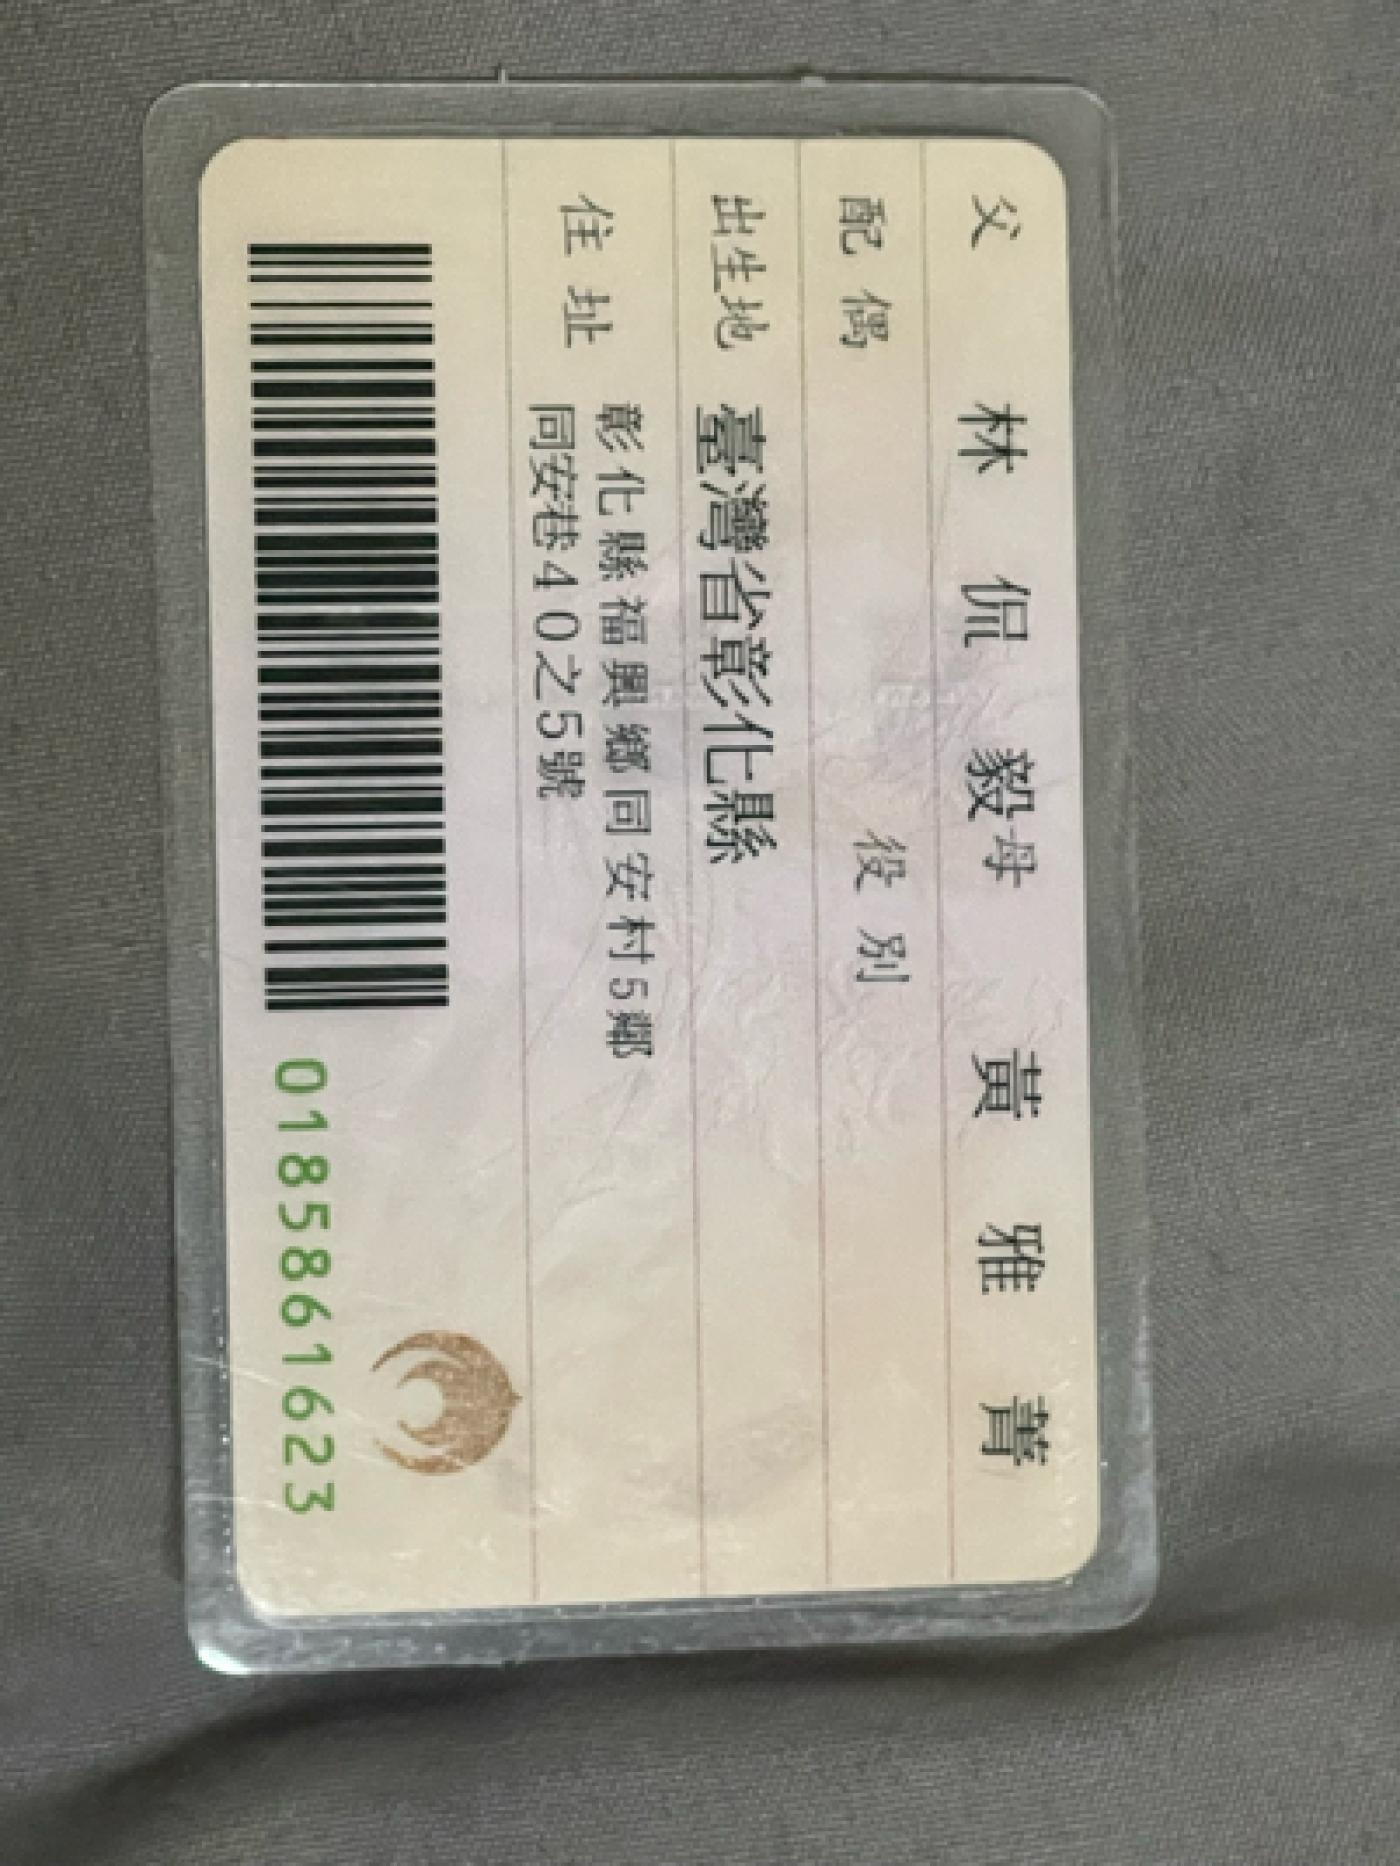 父 林侃毅 母 黃雅菁
配偶 役別
出生地 臺灣省彰化縣
住址 彰化縣福興鄉同安村5鄰
同安巷40之5號
0185861623